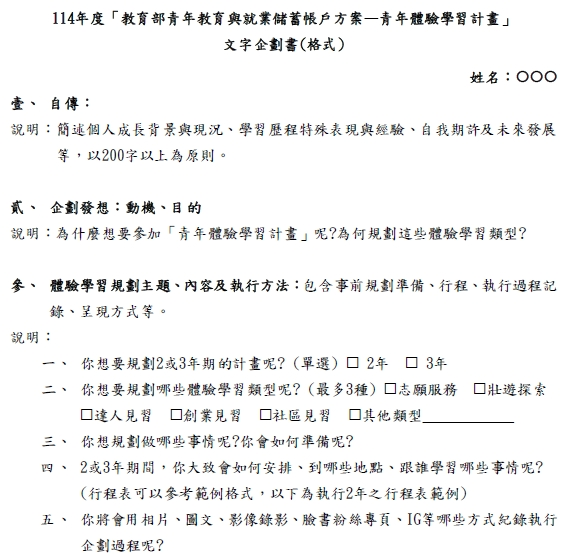 114年度「教育部青年教育與就業儲蓄帳戶方案—青年體驗學習計畫」
文字企劃書(格式)
姓名：○○○
壹、 自傳：
說明：簡述個人成長背景與現況、學習歷程特殊表現與經驗、自我期許及未來發展
等，以200字以上為原則。
貳、 企劃發想：動機、目的
說明：為什麼想要參加「青年體驗學習計畫」呢?為何規劃這些體驗學習類型?
參、 體驗學習規劃主題、內容及執行方法：包含事前規劃準備、行程、執行過程記
錄、呈現方式等。
說明：
一、 你想要規劃2或3年期的計畫呢?（單選）□ 2年 □ 3年
二、 你想要規劃哪些體驗學習類型呢?（最多3種）□志願服務 □壯遊探索
□達人見習 □創業見習 □社區見習 □其他類型____________
三、 你想規劃做哪些事情呢?你會如何準備呢?
四、 2或3年期間，你大致會如何安排、到哪些地點、跟誰學習哪些事情呢?
(行程表可以參考範例格式，以下為執行2年之行程表範例)
五、 你將會用相片、圖文、影像錄影、臉書粉絲專頁、IG等哪些方式紀錄執行
企劃過程呢?